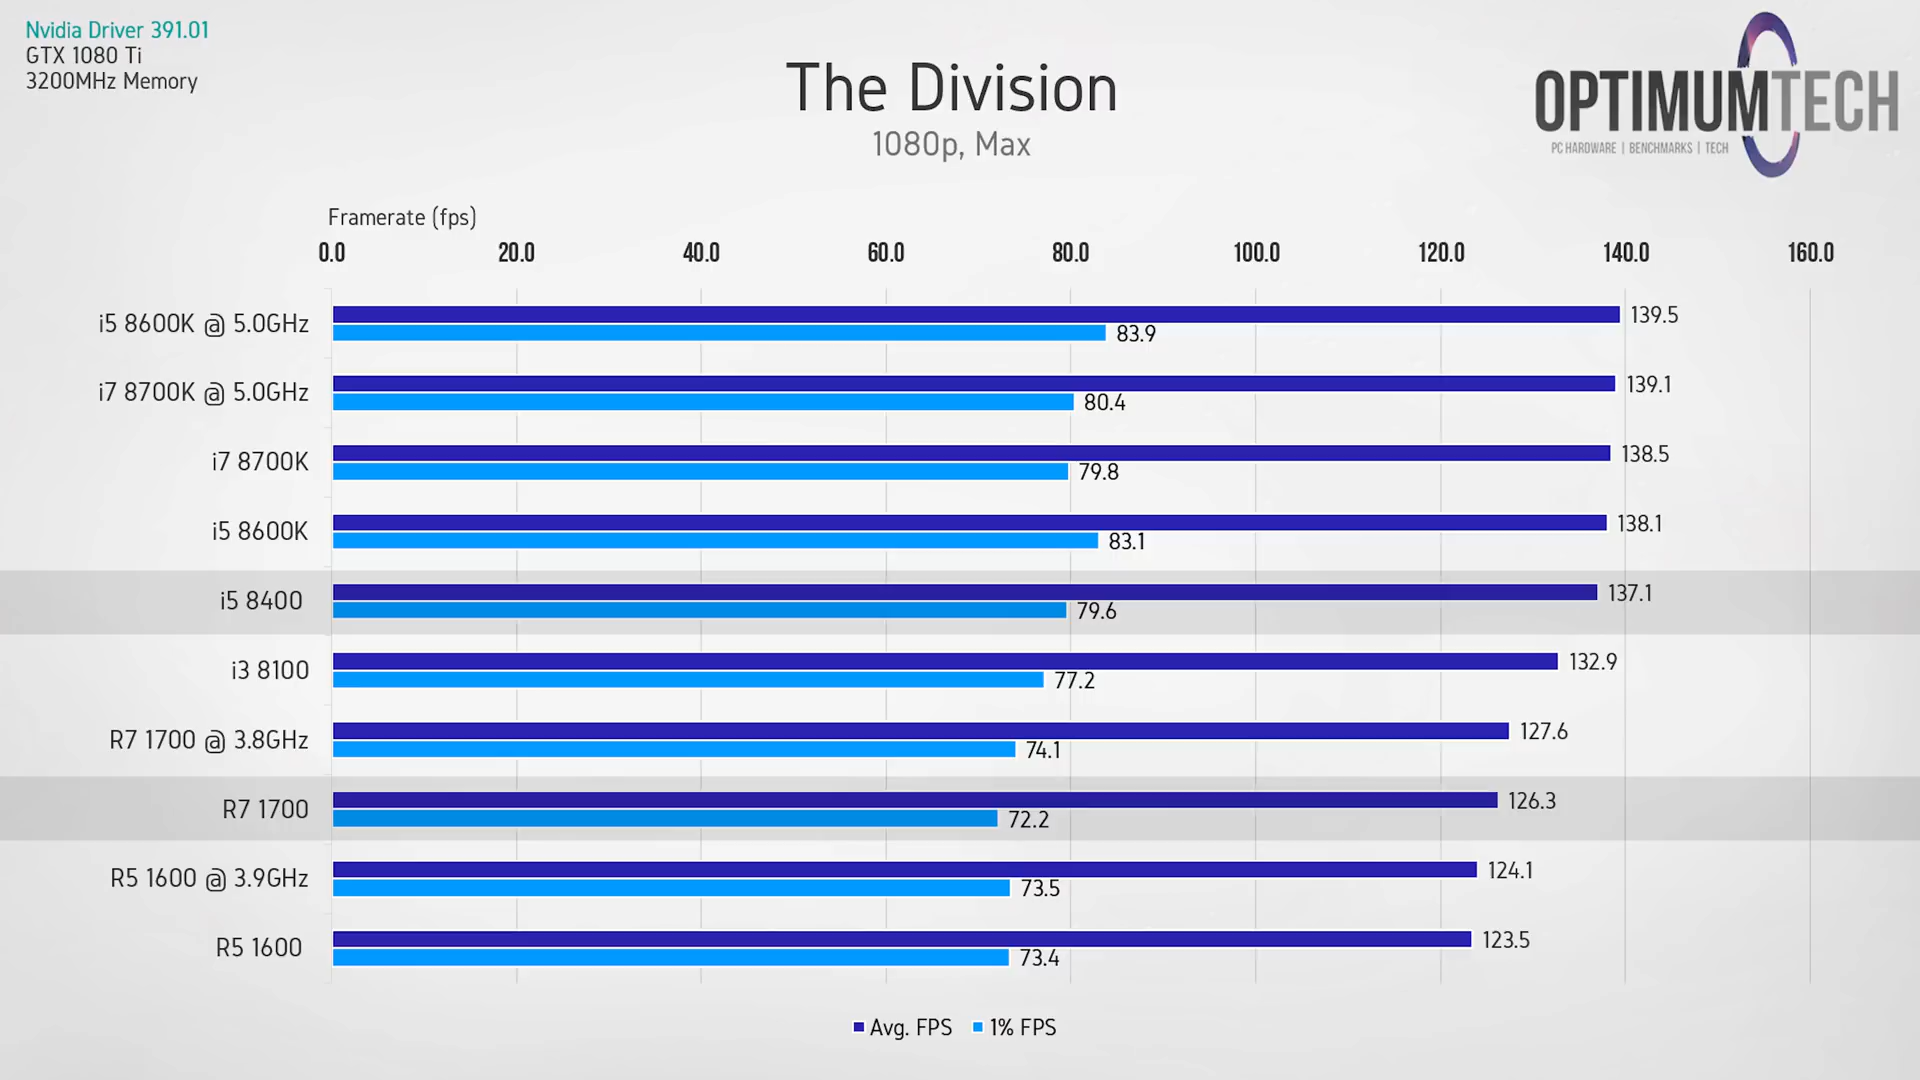 Nvidia Driver 391.01
GTX 1080 Ti
3200MHz Memory
The Division
1080p, Max
OPTIMUMTECH
PC HARDWARE | BENCHMARKS | TECH
Framerate (fps)
0.0 20.0 40.0 60.0 80.0 100.0 120.0 140.0 160.0
i5 8600K @ 5.0GHz 139.5
83.9
i7 8700K @ 5.0GHz 139.1
80.4
i7 8700K 138.5
79.8
i5 8600K 138.1
83.1
i5 8400 137.1
79.6
i3 8100 132.9
77.2
R7 1700 @ 3.8GHz 127.6
74.1
R7 1700 126.3
72.2
R5 1600 @ 3.9GHz 124.1
73.5
R5 1600 123.5
73.4
Avg. FPS 1% FPS